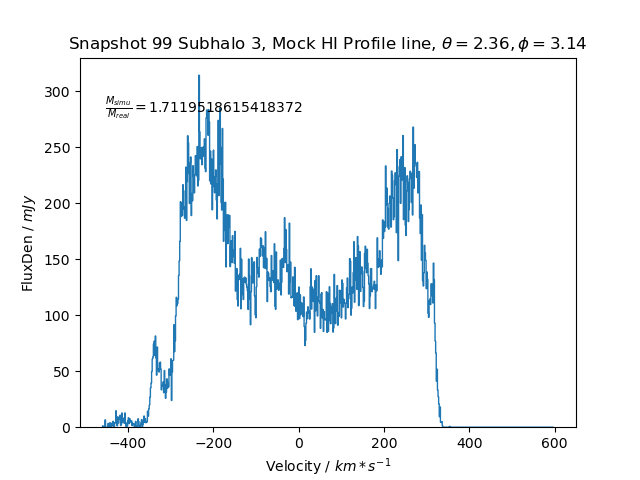 Snapshot 99 Subhalo 3, Mock HI Profile line, θ = 2.36, ϕ = 3.14
M_simu/M_real = 1.7119518615418372
FluxDen / mJy
300
250
200
150
100
50
0
−400 −200 0 200 400 600
Velocity / km * s⁻¹